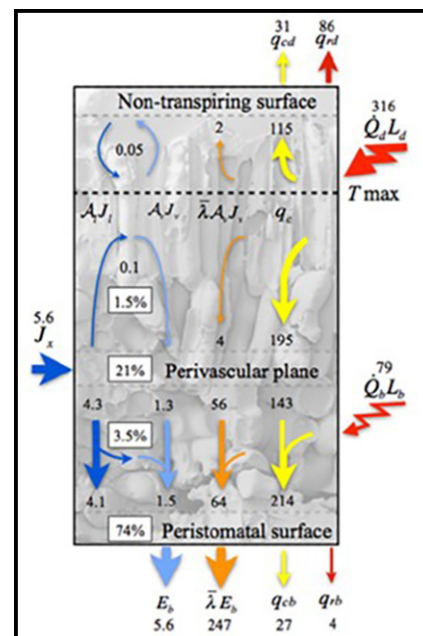 31 86
q_cd q_rd
Non-transpiring surface
316
Q̇_d L_d
2 115
0.05
T max
A_l J_l A_v J_v λ̄A_v J_v q_c
0.1
1.5%
5.6
J_x
4 195
21% Perivascular plane
79
Q̇_b L_b
4.3 1.3 56 143
3.5%
4.1 1.5 64 214
74% Peristomatal surface
E_b λ̄E_b q_cb q_rb
5.6 247 27 4